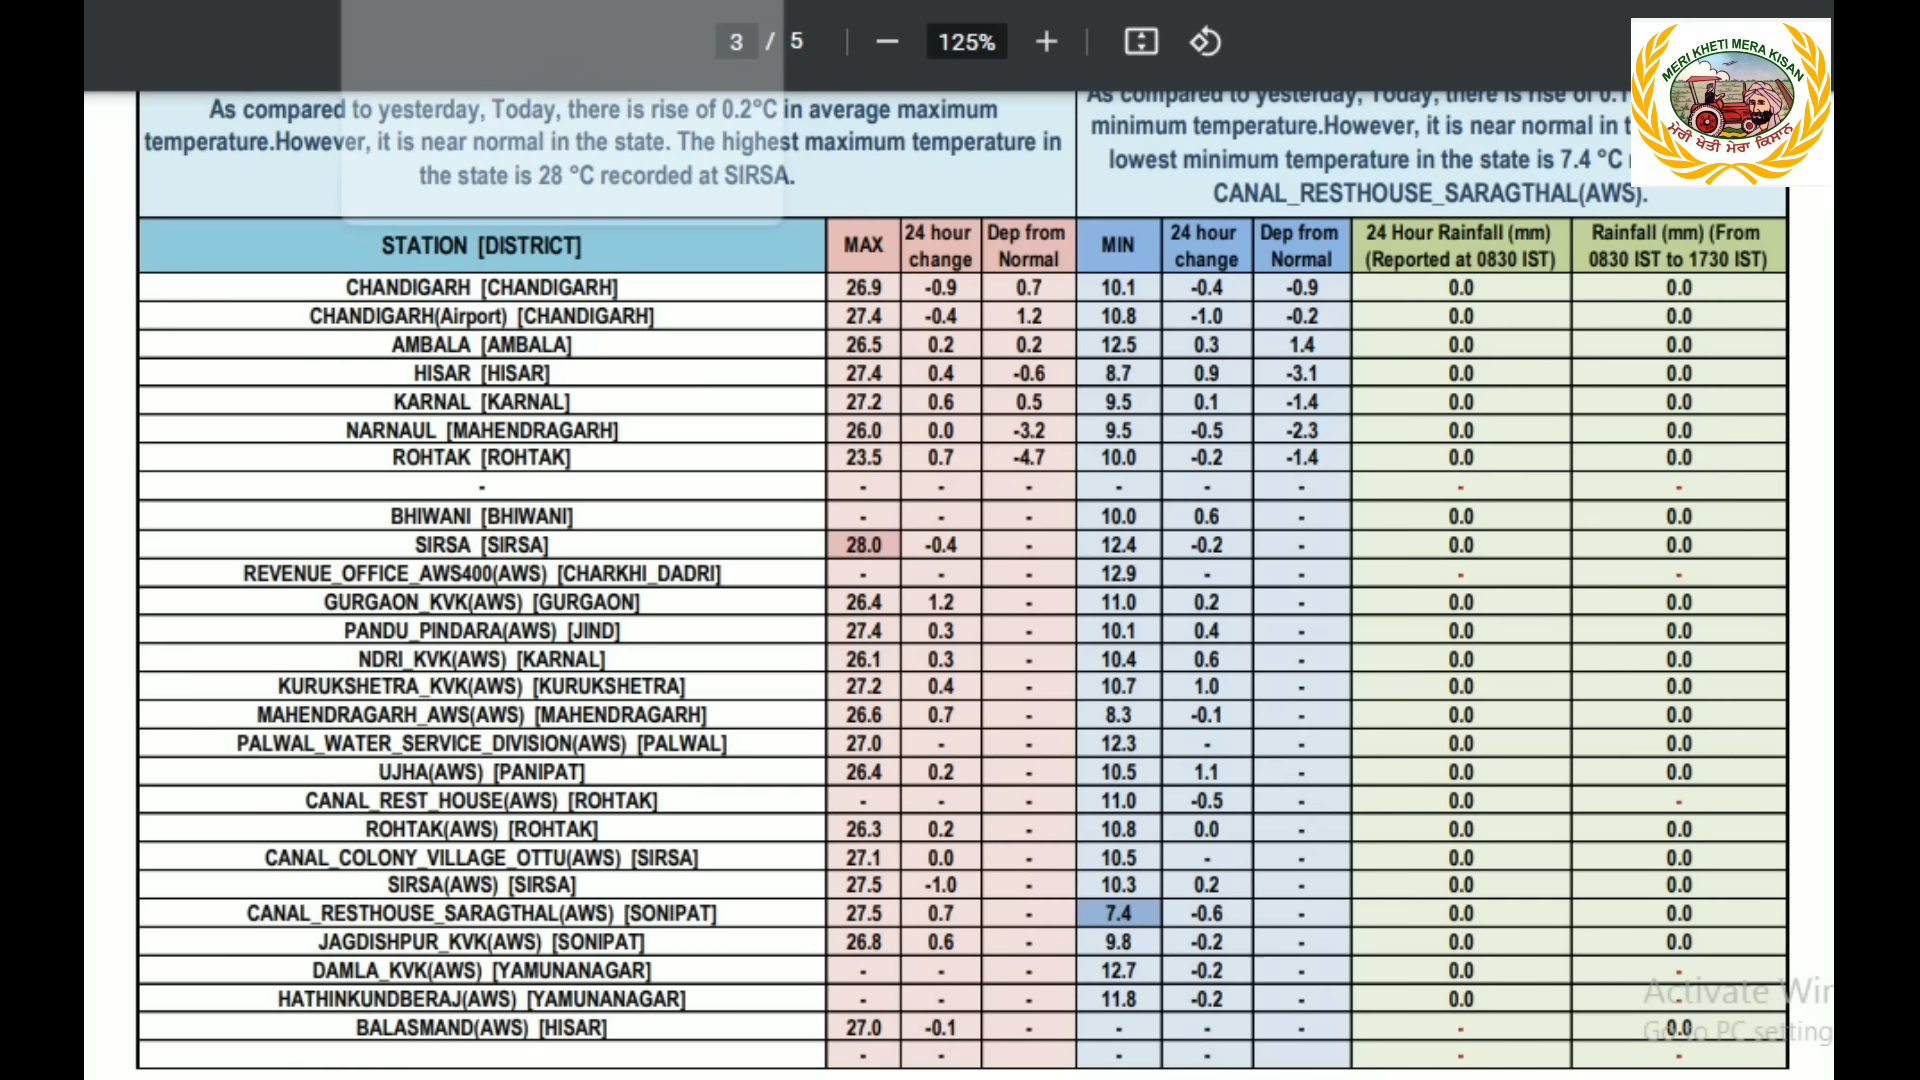 3 / 5
125%
MERI KHETI MERA KISAN
ਮੇਰੀ ਖੇਤੀ ਮੇਰਾ ਕਿਸਾਨ
As compared to yesterday, Today, there is rise of 0.2°C in average maximum
temperature.However, it is near normal in the state. The highest maximum temperature in
the state is 28 °C recorded at SIRSA.
As compared to yesterday, Today, there is rise of
minimum temperature.However, it is near normal in
lowest minimum temperature in the state is 7.4 °C
CANAL_RESTHOUSE_SARAGTHAL(AWS).
STATION [DISTRICT] MAX 24 hour change Dep from Normal MIN 24 hour change Dep from Normal 24 Hour Rainfall (mm) (Reported at 0830 IST) Rainfall (mm) (From 0830 IST to 1730 IST)
CHANDIGARH [CHANDIGARH] 26.9 -0.9 0.7 10.1 -0.4 -0.9 0.0 0.0
CHANDIGARH(Airport) [CHANDIGARH] 27.4 -0.4 1.2 10.8 -1.0 -0.2 0.0 0.0
AMBALA [AMBALA] 26.5 0.2 0.2 12.5 0.3 1.4 0.0 0.0
HISAR [HISAR] 27.4 0.4 -0.6 8.7 0.9 -3.1 0.0 0.0
KARNAL [KARNAL] 27.2 0.6 0.5 9.5 0.1 -1.4 0.0 0.0
NARNAUL [MAHENDRAGARH] 26.0 0.0 -3.2 9.5 -0.5 -2.3 0.0 0.0
ROHTAK [ROHTAK] 23.5 0.7 -4.7 10.0 -0.2 -1.4 0.0 0.0
- - - - - - - - -
BHIWANI [BHIWANI] - - - 10.0 0.6 - 0.0 0.0
SIRSA [SIRSA] 28.0 -0.4 - 12.4 -0.2 - 0.0 0.0
REVENUE_OFFICE_AWS400(AWS) [CHARKHI_DADRI] - - - 12.9 - - - -
GURGAON_KVK(AWS) [GURGAON] 26.4 1.2 - 11.0 0.2 - 0.0 0.0
PANDU_PINDARA(AWS) [JIND] 27.4 0.3 - 10.1 0.4 - 0.0 0.0
NDRI_KVK(AWS) [KARNAL] 26.1 0.3 - 10.4 0.6 - 0.0 0.0
KURUKSHETRA_KVK(AWS) [KURUKSHETRA] 27.2 0.4 - 10.7 1.0 - 0.0 0.0
MAHENDRAGARH_AWS(AWS) [MAHENDRAGARH] 26.6 0.7 - 8.3 -0.1 - 0.0 0.0
PALWAL_WATER_SERVICE_DIVISION(AWS) [PALWAL] 27.0 - - 12.3 - - 0.0 0.0
UJHA(AWS) [PANIPAT] 26.4 0.2 - 10.5 1.1 - 0.0 0.0
CANAL_REST_HOUSE(AWS) [ROHTAK] - - - 11.0 -0.5 - 0.0 -
ROHTAK(AWS) [ROHTAK] 26.3 0.2 - 10.8 0.0 - 0.0 0.0
CANAL_COLONY_VILLAGE_OTTU(AWS) [SIRSA] 27.1 0.0 - 10.5 - - 0.0 0.0
SIRSA(AWS) [SIRSA] 27.5 -1.0 - 10.3 0.2 - 0.0 0.0
CANAL_RESTHOUSE_SARAGTHAL(AWS) [SONIPAT] 27.5 0.7 - 7.4 -0.6 - 0.0 0.0
JAGDISHPUR_KVK(AWS) [SONIPAT] 26.8 0.6 - 9.8 -0.2 - 0.0 0.0
DAMLA_KVK(AWS) [YAMUNANAGAR] - - - 12.7 -0.2 - 0.0 -
HATHINKUNDBERAJ(AWS) [YAMUNANAGAR] - - - 11.8 -0.2 - 0.0 -
BALASMAND(AWS) [HISAR] 27.0 -0.1 - - - - - 0.0
- - - - - -
Activate Win
Go to PC setting